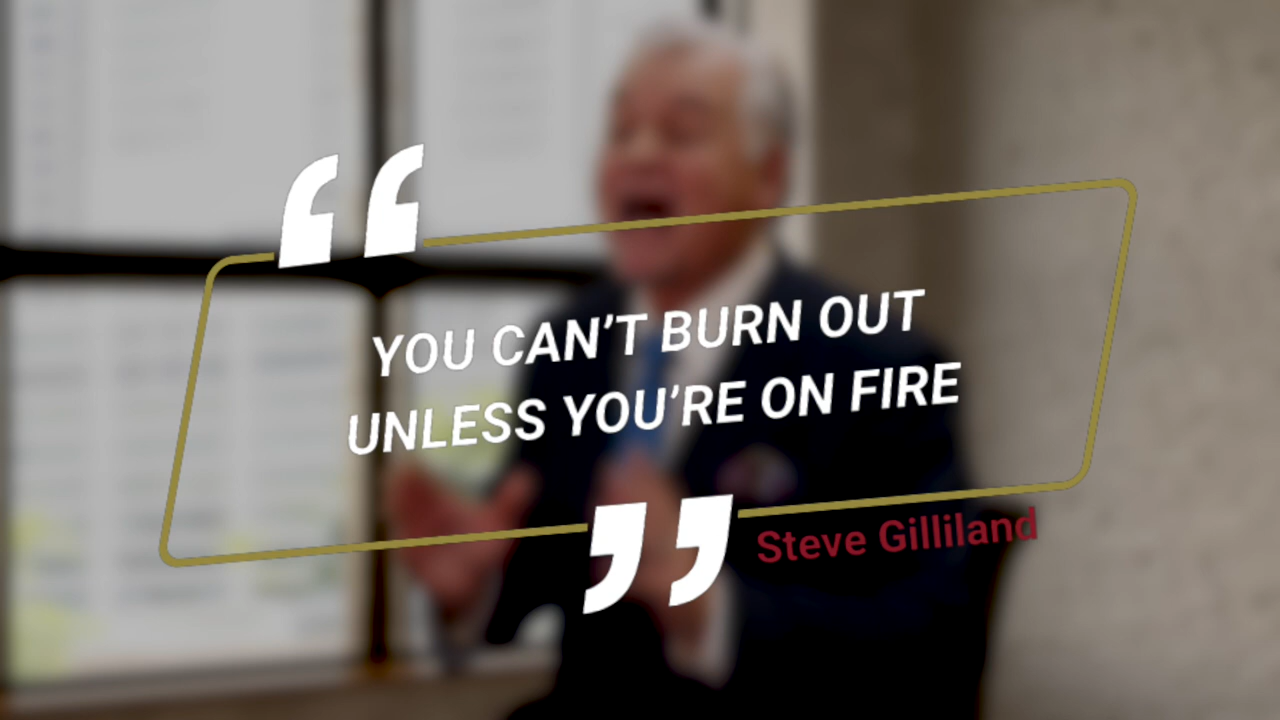 “
YOU CAN’T BURN OUT
UNLESS YOU’RE ON FIRE
”
Steve Gilliland